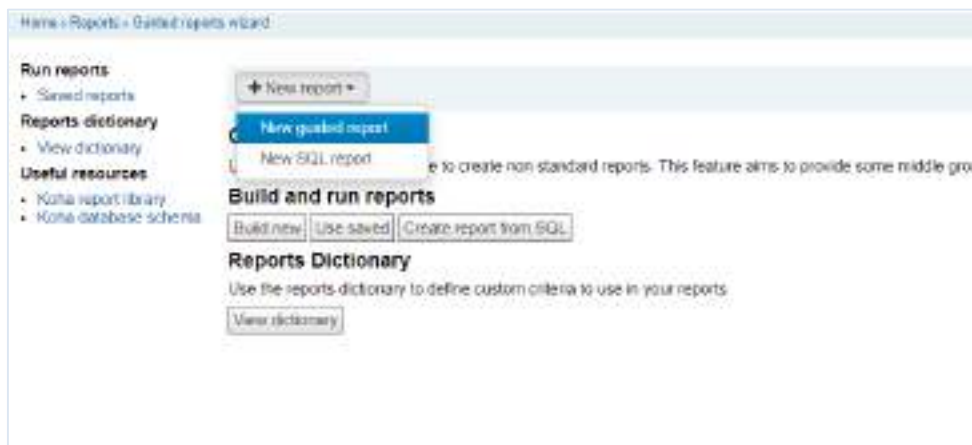 Home › Reports › Guided reports wizard
Run reports
• Saved reports
Reports dictionary
• View dictionary
Useful resources
• Koha report library
• Koha database schema
+ New report ▾
New guided report
New SQL report
e to create non standard reports. This feature aims to provide some middle gro
Build and run reports
Build new Use saved Create report from SQL
Reports Dictionary
Use the reports dictionary to define custom criteria to use in your reports
View dictionary